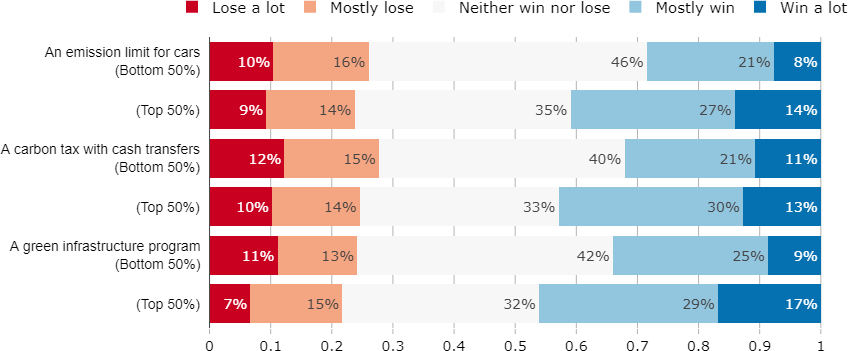 Lose a lot Mostly lose Neither win nor lose Mostly win Win a lot
An emission limit for cars
(Bottom 50%)
10% 16% 46% 21% 8%
(Top 50%) 9% 14% 35% 27% 14%
A carbon tax with cash transfers
(Bottom 50%)
12% 15% 40% 21% 11%
(Top 50%) 10% 14% 33% 30% 13%
A green infrastructure program
(Bottom 50%)
11% 13% 42% 25% 9%
(Top 50%) 7% 15% 32% 29% 17%
0 0.1 0.2 0.3 0.4 0.5 0.6 0.7 0.8 0.9 1